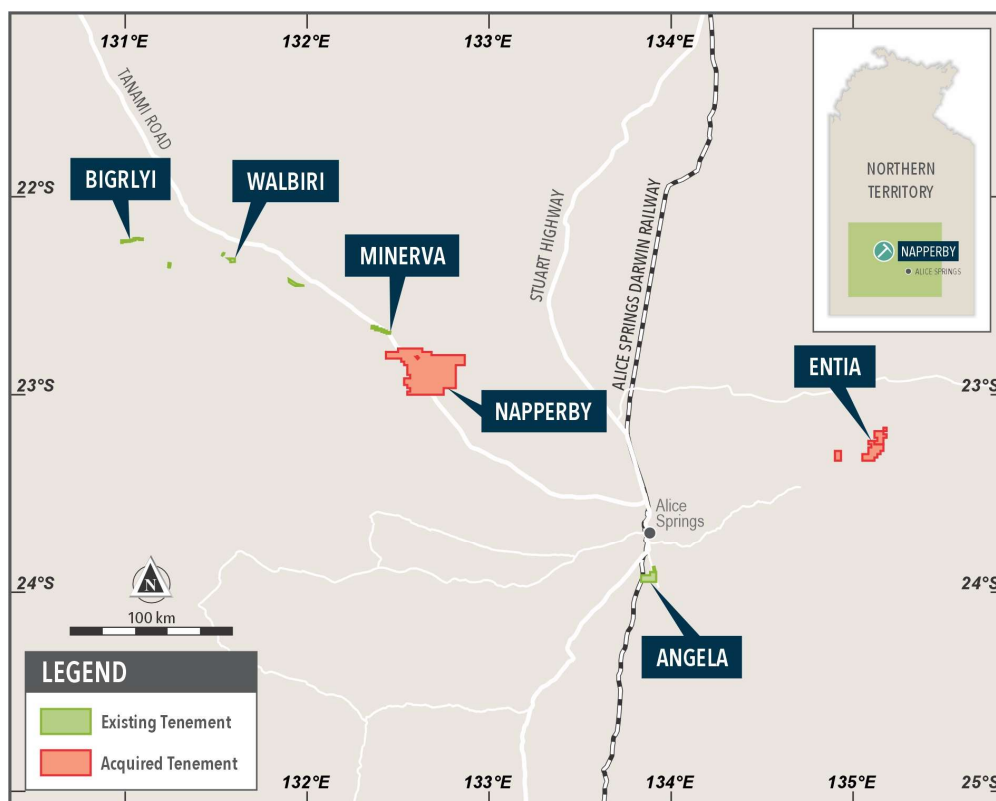 131°E
132°E
133°E
134°E
TANAMI ROAD
NORTHERN
TERRITORY
NAPPERBY
ALICE SPRINGS
22°S
BIGRLYI
WALBIRI
MINERVA
STUART HIGHWAY
ALICE SPRINGS DARWIN RAILWAY
23°S
23°S
ENTIA
NAPPERBY
Alice
Springs
24°S
24°S
N
100 km
ANGELA
LEGEND
Existing Tenement
Acquired Tenement
132°E
133°E
134°E
135°E
25°S